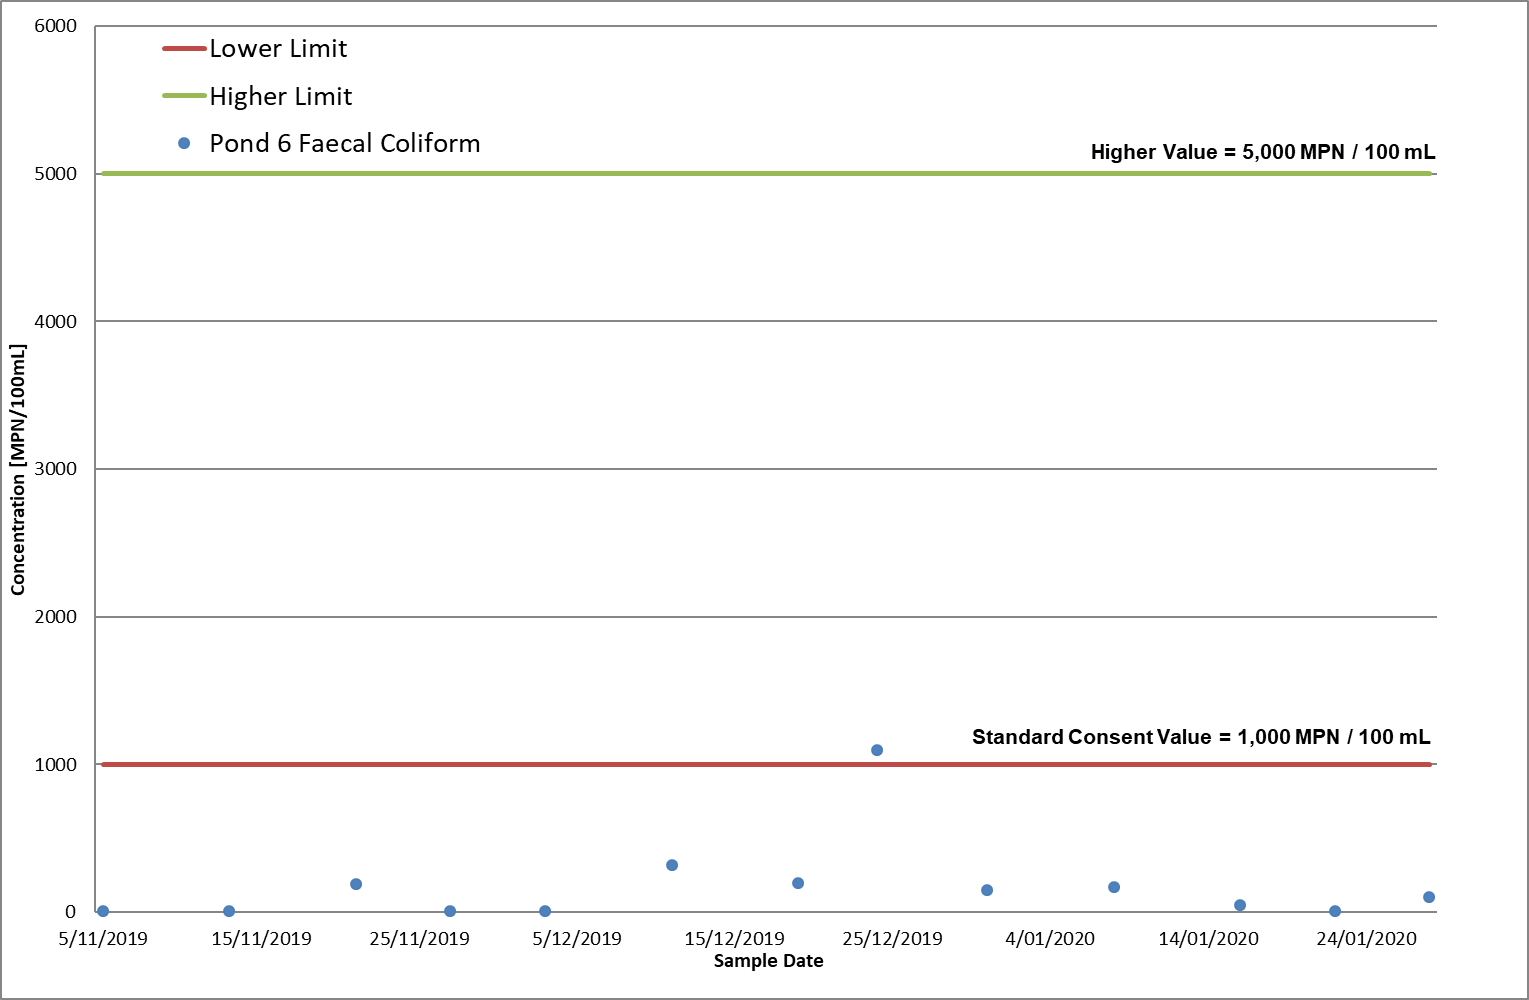 6000
Lower Limit
Higher Limit
Pond 6 Faecal Coliform
Higher Value = 5,000 MPN / 100 mL
5000
4000
Concentration [MPN/100mL]
3000
2000
Standard Consent Value = 1,000 MPN / 100 mL
1000
0
5/11/2019 15/11/2019 25/11/2019 5/12/2019 15/12/2019 25/12/2019 4/01/2020 14/01/2020 24/01/2020
Sample Date